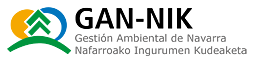 GAN-NIK
Gestión Ambiental de Navarra
Nafarroako Ingurumen Kudeaketa